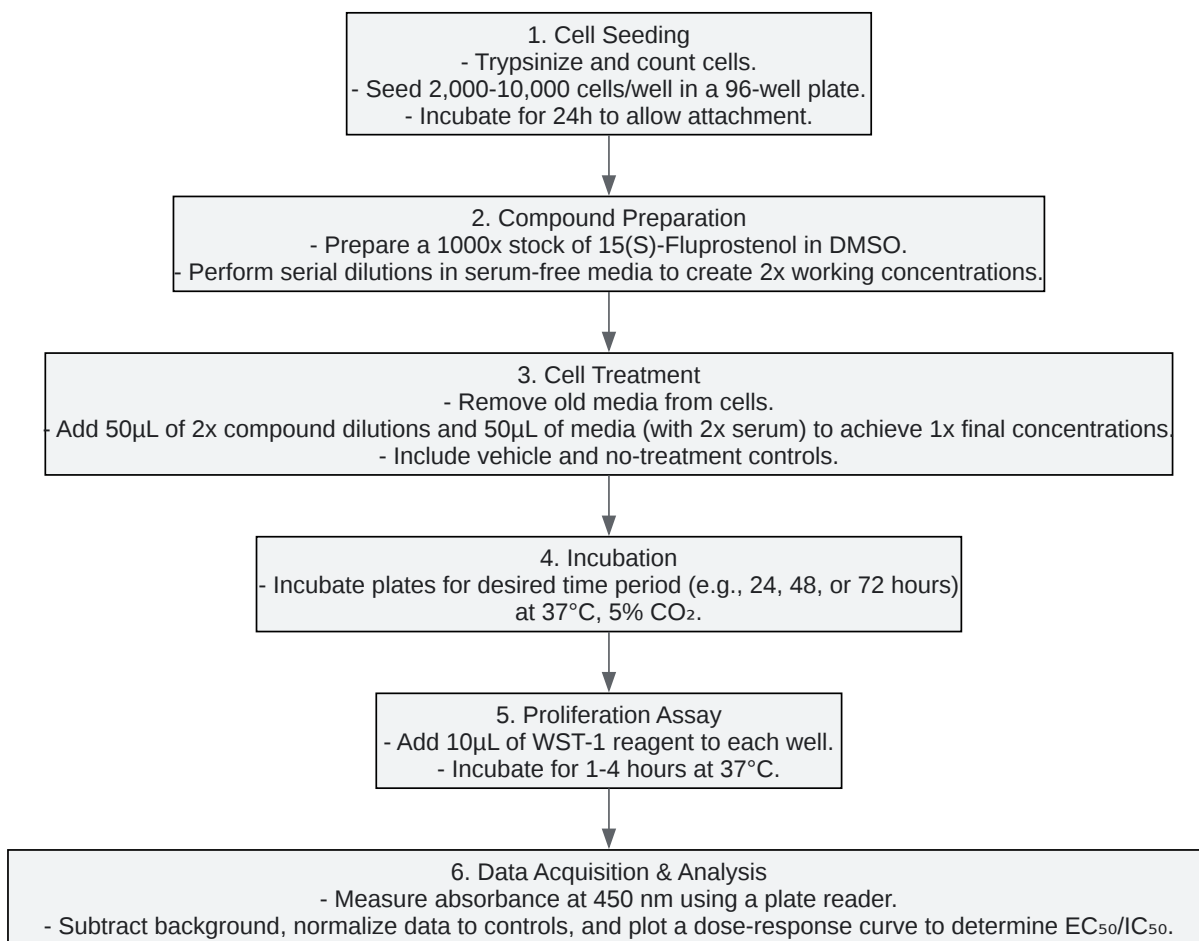 1. Cell Seeding
- Trypsinize and count cells.
- Seed 2,000-10,000 cells/well in a 96-well plate.
- Incubate for 24h to allow attachment.
2. Compound Preparation
- Prepare a 1000x stock of 15(S)-Fluprostenol in DMSO.
- Perform serial dilutions in serum-free media to create 2x working concentrations.
3. Cell Treatment
- Remove old media from cells.
- Add 50µL of 2x compound dilutions and 50µL of media (with 2x serum) to achieve 1x final concentrations.
- Include vehicle and no-treatment controls.
4. Incubation
- Incubate plates for desired time period (e.g., 24, 48, or 72 hours)
at 37°C, 5% CO₂.
5. Proliferation Assay
- Add 10µL of WST-1 reagent to each well.
- Incubate for 1-4 hours at 37°C.
6. Data Acquisition & Analysis
- Measure absorbance at 450 nm using a plate reader.
- Subtract background, normalize data to controls, and plot a dose-response curve to determine EC₅₀/IC₅₀.